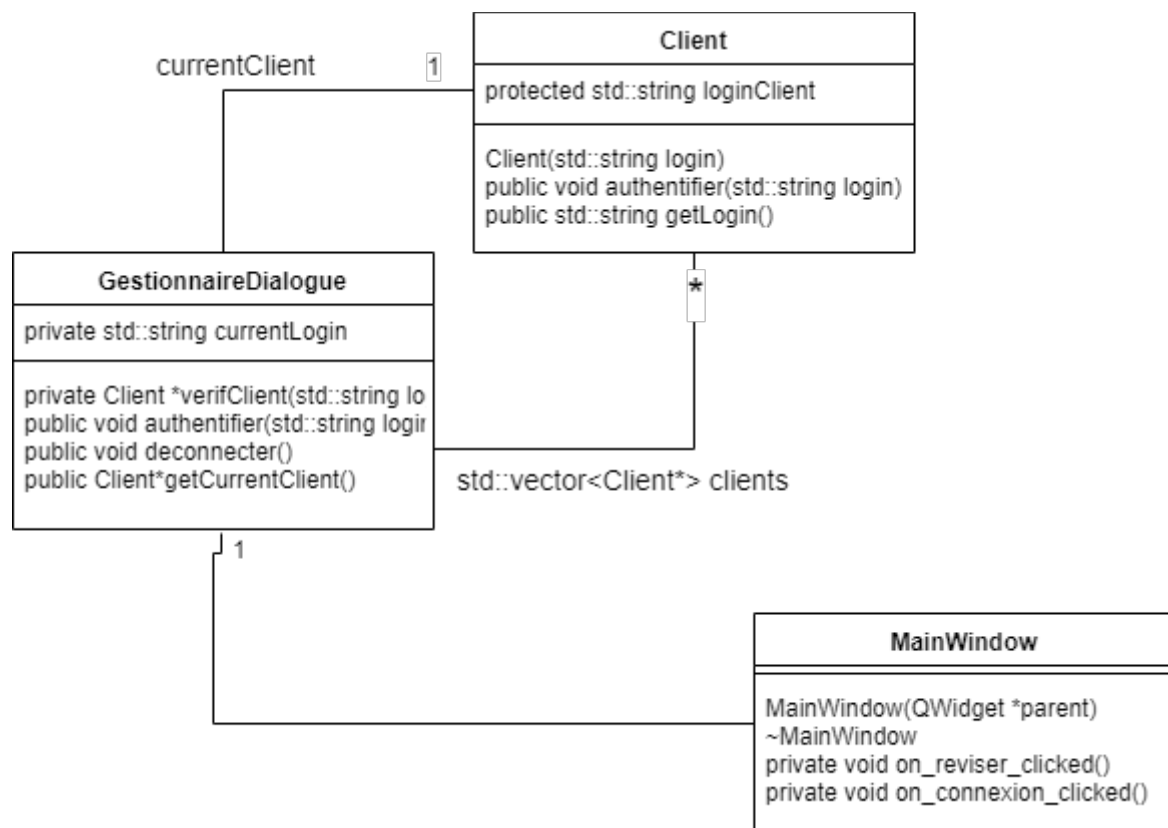 Client
currentClient
1
protected std::string loginClient
Client(std::string login)
public void authentifier(std::string login)
public std::string getLogin()
GestionnaireDialogue
*
private std::string currentLogin
private Client *verifClient(std::string lo
public void authentifier(std::string login
public void deconnecter()
public Client*getCurrentClient()
std::vector<Client*> clients
1
MainWindow
MainWindow(QWidget *parent)
~MainWindow
private void on_reviser_clicked()
private void on_connexion_clicked()